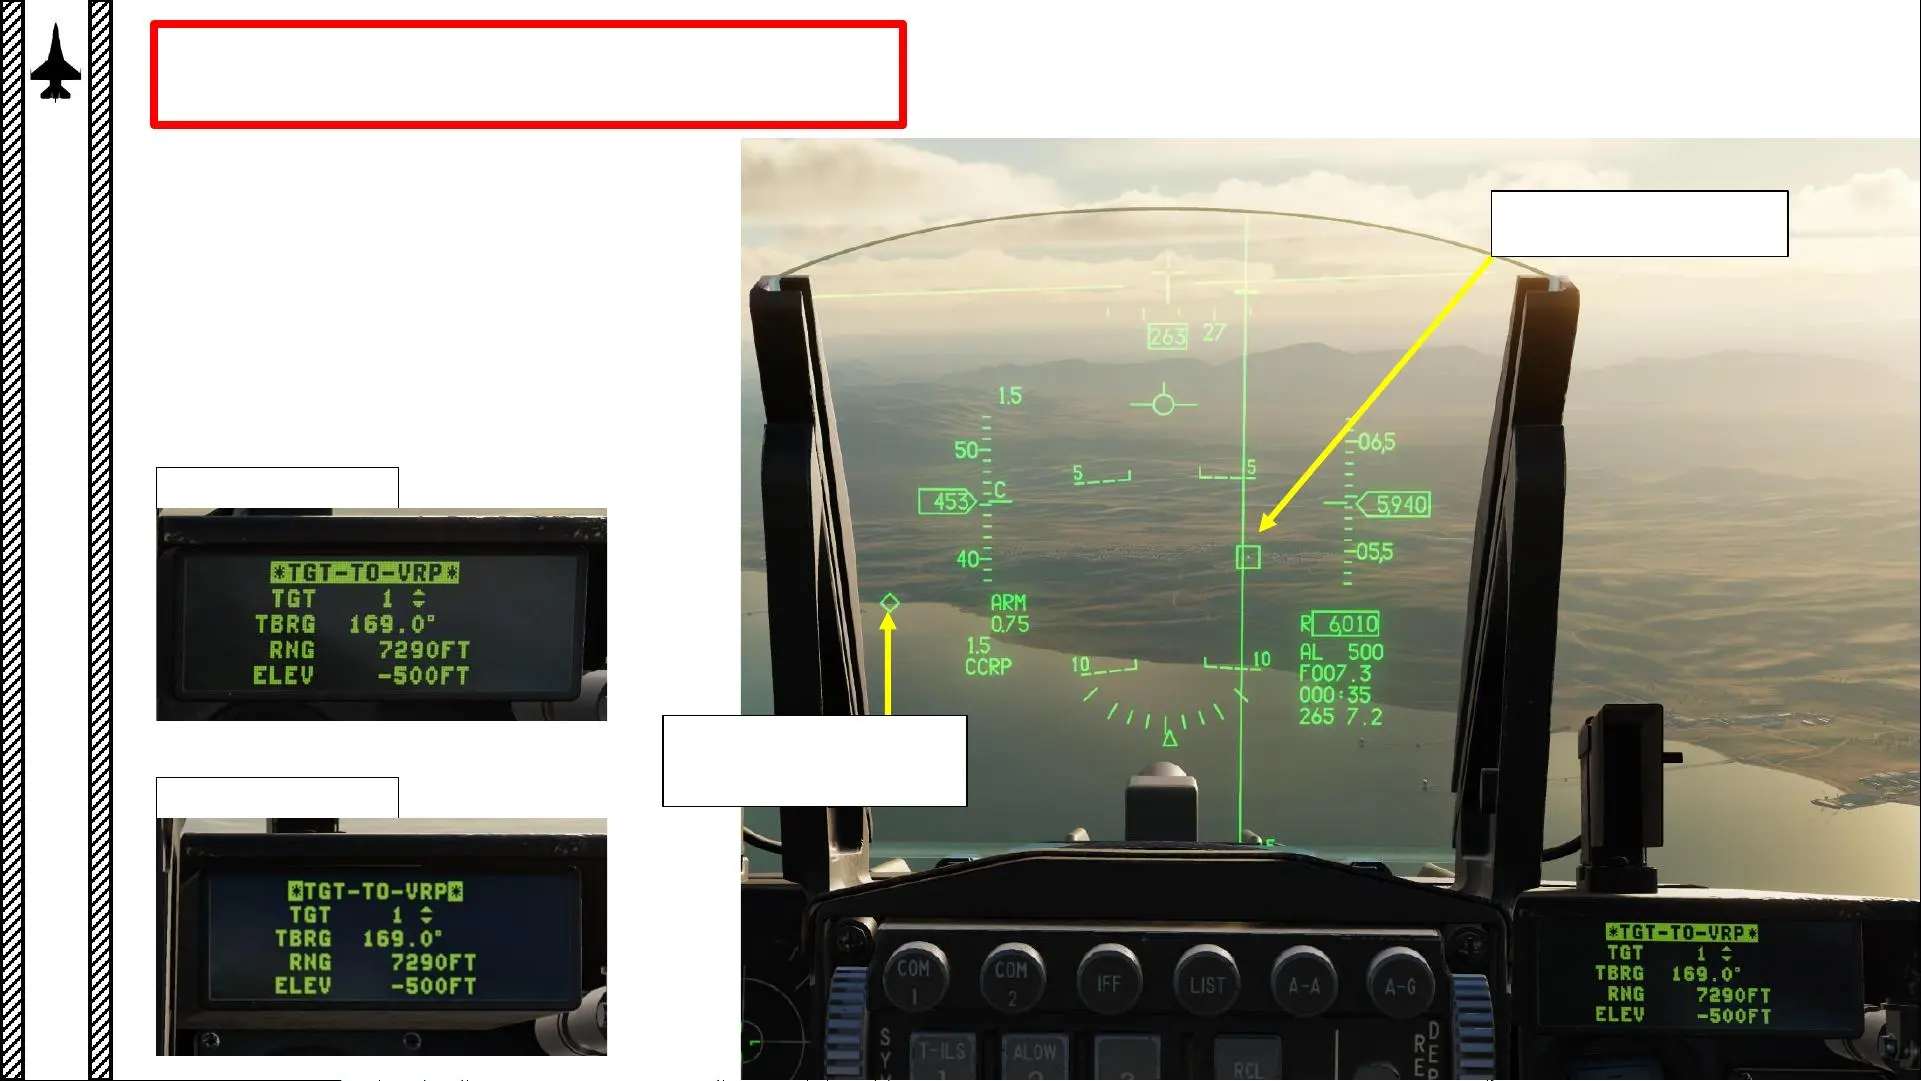 *TGT-TO-VRP*
TGT 1
TBRG 169.0°
RNG 7290FT
ELEV -500FT
*TGT-TO-VRP*
TGT 1
TBRG 169.0°
RNG 7290FT
ELEV -500FT
263 27
1.5
50
453 C
40
ARM
0.75
1.5
CCRP
5 5
10 10
06,5
5,940
05,5
R 6,010
AL 500
F007.3
000:35
265 7.2
COM 1
COM 2
IFF
LIST
A-A
A-G
T-ILS
1
ALOW
RCL
*TGT-TO-VRP*
TGT 1
TBRG 169.0°
RNG 7290FT
ELEV -500FT